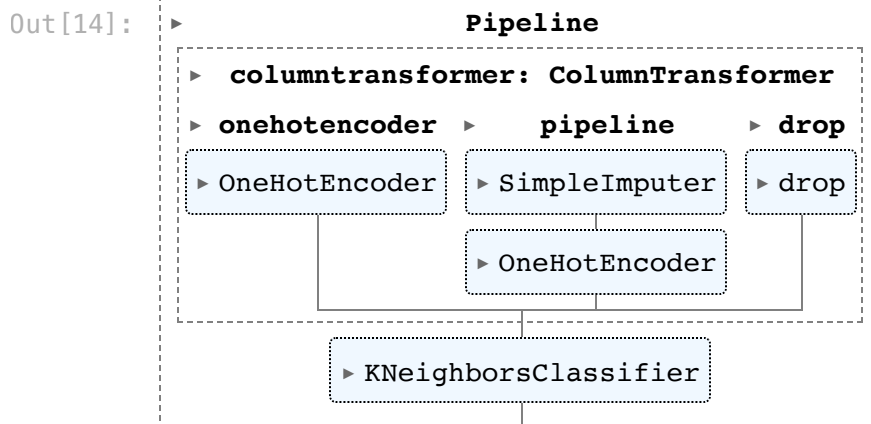 Out[14]:
Pipeline
columntransformer: ColumnTransformer
onehotencoder pipeline drop
OneHotEncoder SimpleImputer drop
OneHotEncoder
KNeighborsClassifier